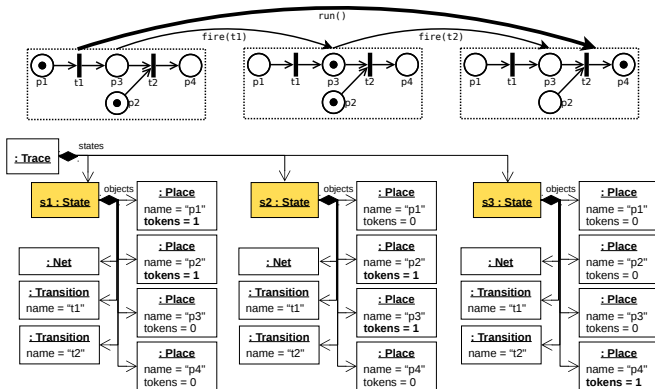 run()
fire(t1)
fire(t2)
p1 t1 p3 t2 p4
p2
p1 t1 p3 t2 p4
p2
p1 t1 p3 t2 p4
p2
: Trace
states
s1 : State
objects
: Place
name = "p1"
tokens = 1
: Place
name = "p2"
tokens = 1
: Net
: Transition
name = "t1"
: Place
name = "p3"
tokens = 0
: Transition
name = "t2"
: Place
name = "p4"
tokens = 0
s2 : State
objects
: Place
name = "p1"
tokens = 0
: Place
name = "p2"
tokens = 1
: Net
: Transition
name = "t1"
: Place
name = "p3"
tokens = 1
: Transition
name = "t2"
: Place
name = "p4"
tokens = 0
s3 : State
objects
: Place
name = "p1"
tokens = 0
: Place
name = "p2"
tokens = 0
: Net
: Transition
name = "t1"
: Place
name = "p3"
tokens = 0
: Transition
name = "t2"
: Place
name = "p4"
tokens = 1